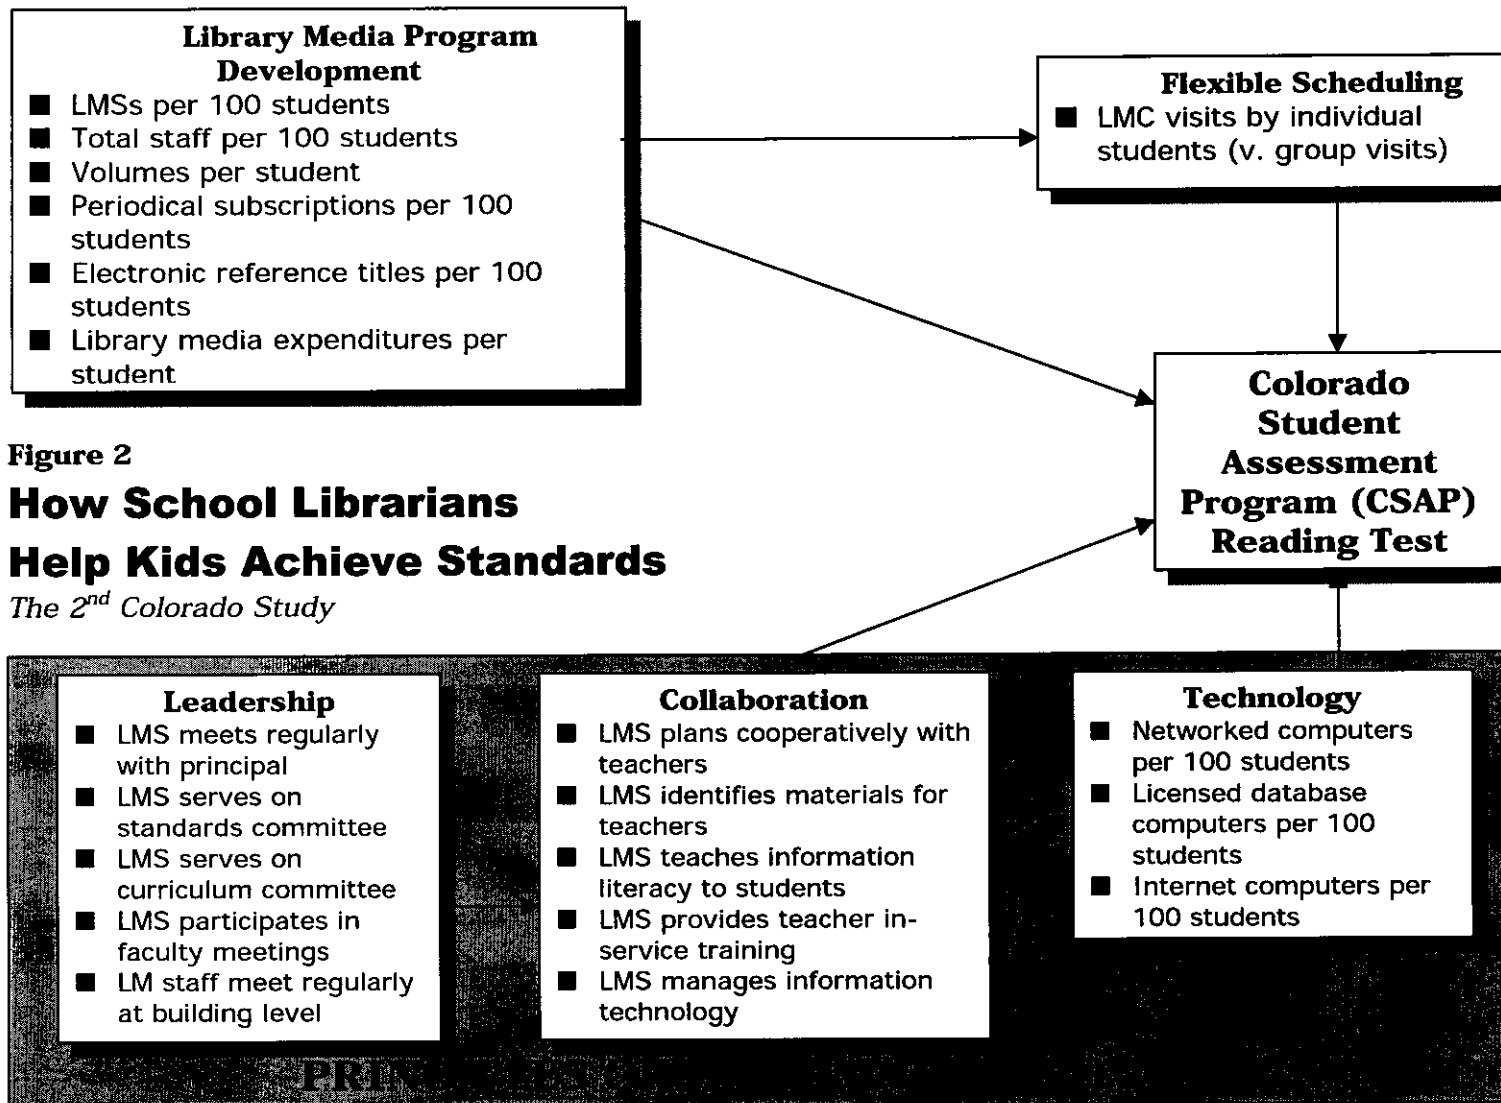 Library Media Program
Development
■ LMSs per 100 students
■ Total staff per 100 students
■ Volumes per student
■ Periodical subscriptions per 100
students
■ Electronic reference titles per 100
students
■ Library media expenditures per
student
Flexible Scheduling
■ LMC visits by individual
students (v. group visits)
Colorado
Student
Assessment
Program (CSAP)
Reading Test
Figure 2
How School Librarians
Help Kids Achieve Standards
The 2nd Colorado Study
Leadership
■ LMS meets regularly
with principal
■ LMS serves on
standards committee
■ LMS serves on
curriculum committee
■ LMS participates in
faculty meetings
■ LM staff meet regularly
at building level
Collaboration
■ LMS plans cooperatively with
teachers
■ LMS identifies materials for
teachers
■ LMS teaches information
literacy to students
■ LMS provides teacher in-
service training
■ LMS manages information
technology
Technology
■ Networked computers
per 100 students
■ Licensed database
computers per 100
students
■ Internet computers per
100 students